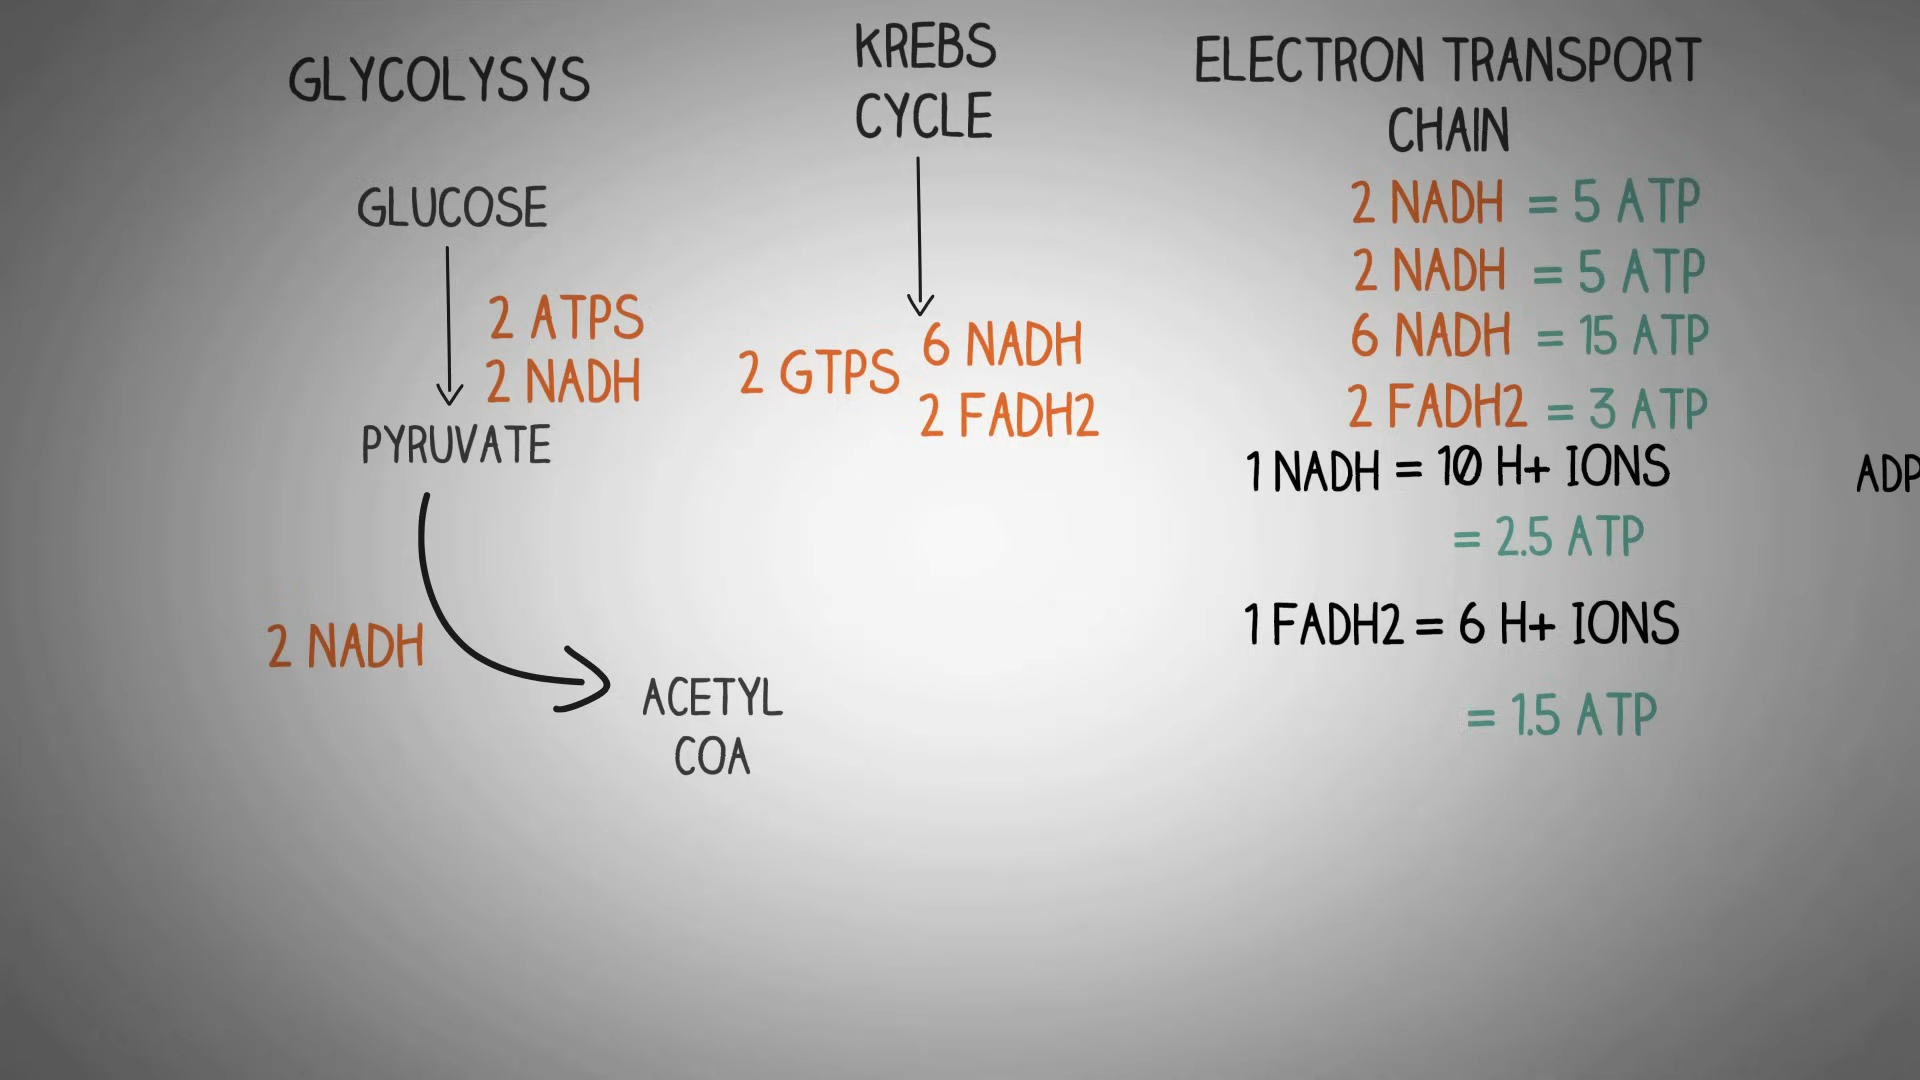 GLYCOLYSYS
GLUCOSE
2 ATPS
2 NADH
PYRUVATE
2 NADH
ACETYL
COA
KREBS
CYCLE
2 GTPS
6 NADH
2 FADH2
ELECTRON TRANSPORT
CHAIN
2 NADH = 5 ATP
2 NADH = 5 ATP
6 NADH = 15 ATP
2 FADH2 = 3 ATP
1 NADH = 10 H+ IONS
= 2.5 ATP
1 FADH2 = 6 H+ IONS
= 1.5 ATP
ADP